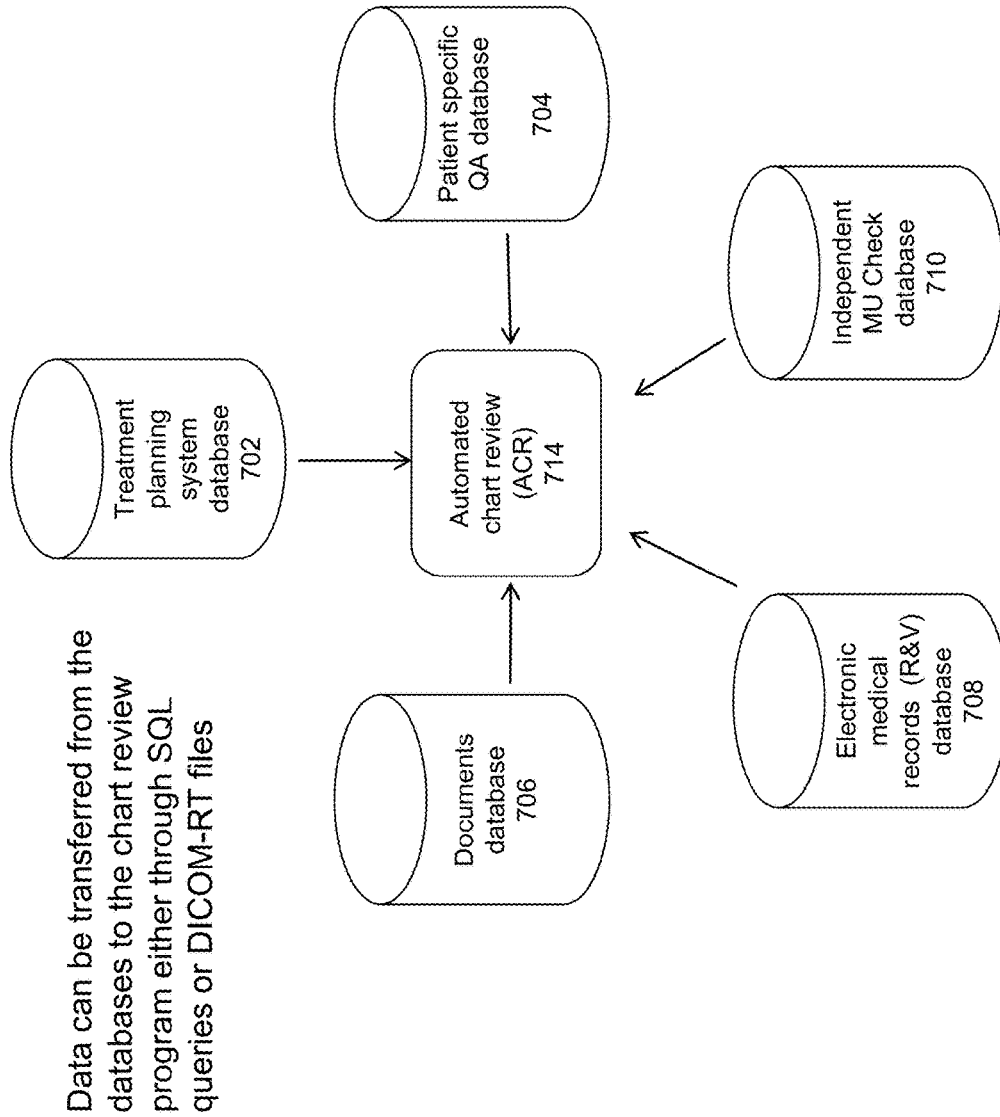 Data can be transferred from the
databases to the chart review
program either through SQL
queries or DICOM-RT files
Treatment
planning
system
database
702
Documents
database
706
Automated
chart review
(ACR)
714
Patient specific
QA database
704
Electronic
medical
records (R&V)
database
708
Independent
MU Check
database
710